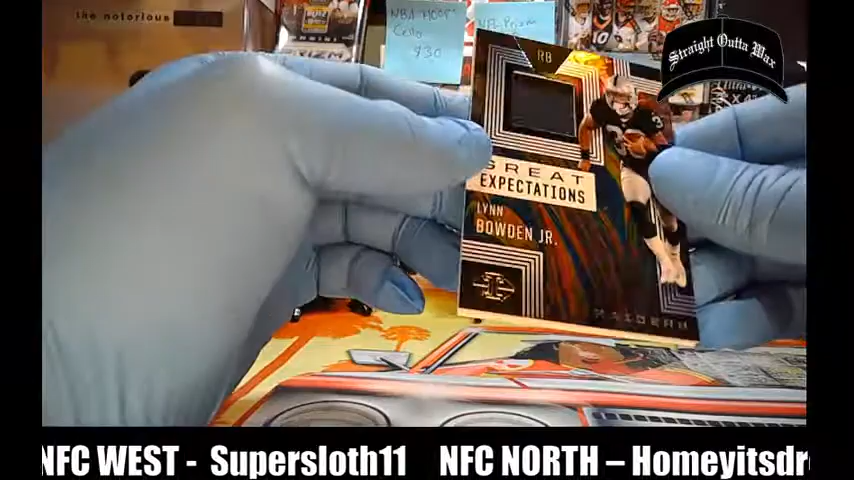 the notorious
NBA HOOPS
Cello
$30
NFL Prizm
Straight Outta Wax
RB
GREAT
EXPECTATIONS
LYNN
BOWDEN JR.
RAIDERS
NFC WEST - Supersloth11 NFC NORTH – Homeyitsdr